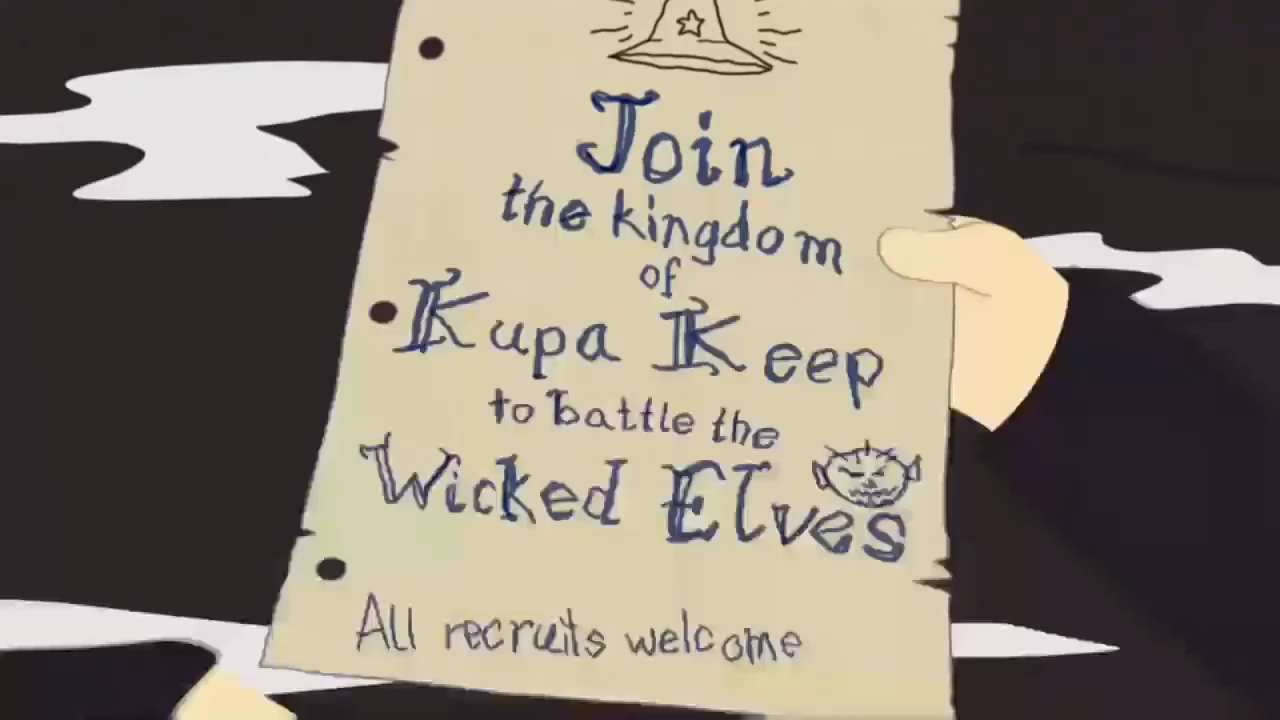 Join
the kingdom
of
Kupa Keep
to battle the
Wicked Elves
All recruits welcome